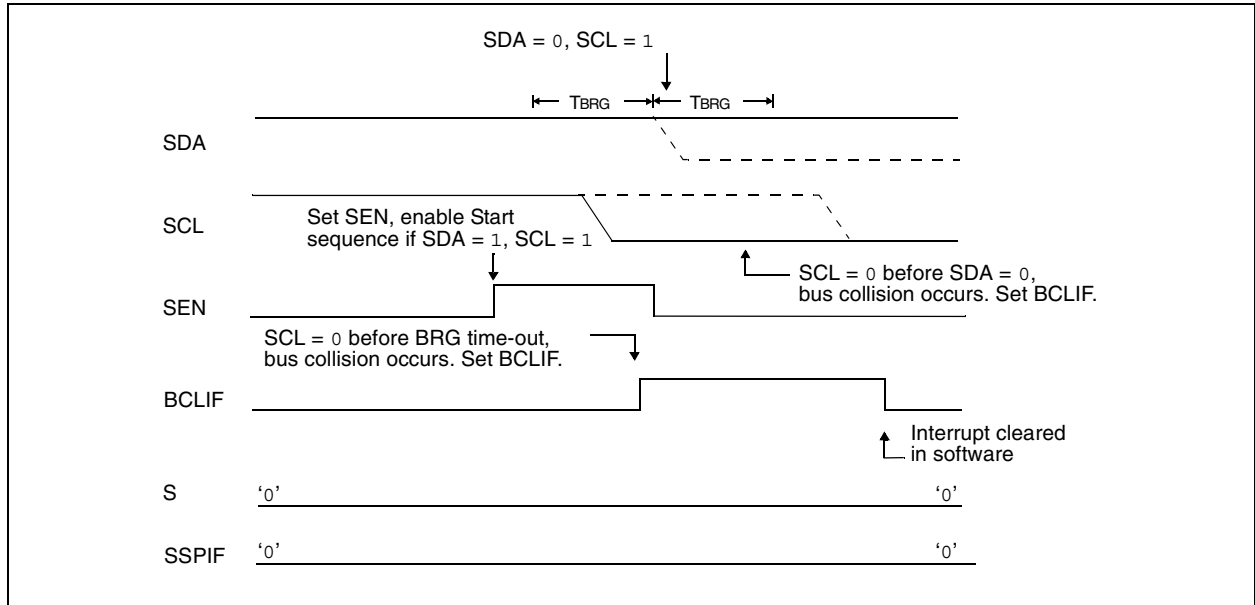 SDA = 0, SCL = 1
TBRG TBRG
SDA
SCL
Set SEN, enable Start
sequence if SDA = 1, SCL = 1
SCL = 0 before SDA = 0,
bus collision occurs. Set BCLIF.
SEN
SCL = 0 before BRG time-out,
bus collision occurs. Set BCLIF.
BCLIF
Interrupt cleared
in software
S ‘0’ ‘0’
SSPIF ‘0’ ‘0’